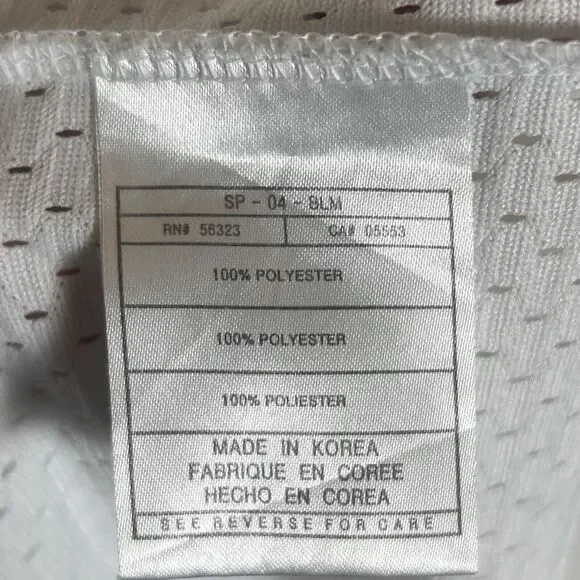 SP - 04 - BLM
RN# 56323 CA# 05553
100% POLYESTER
100% POLYESTER
100% POLIESTER
MADE IN KOREA
FABRIQUE EN COREE
HECHO EN COREA
SEE REVERSE FOR CARE